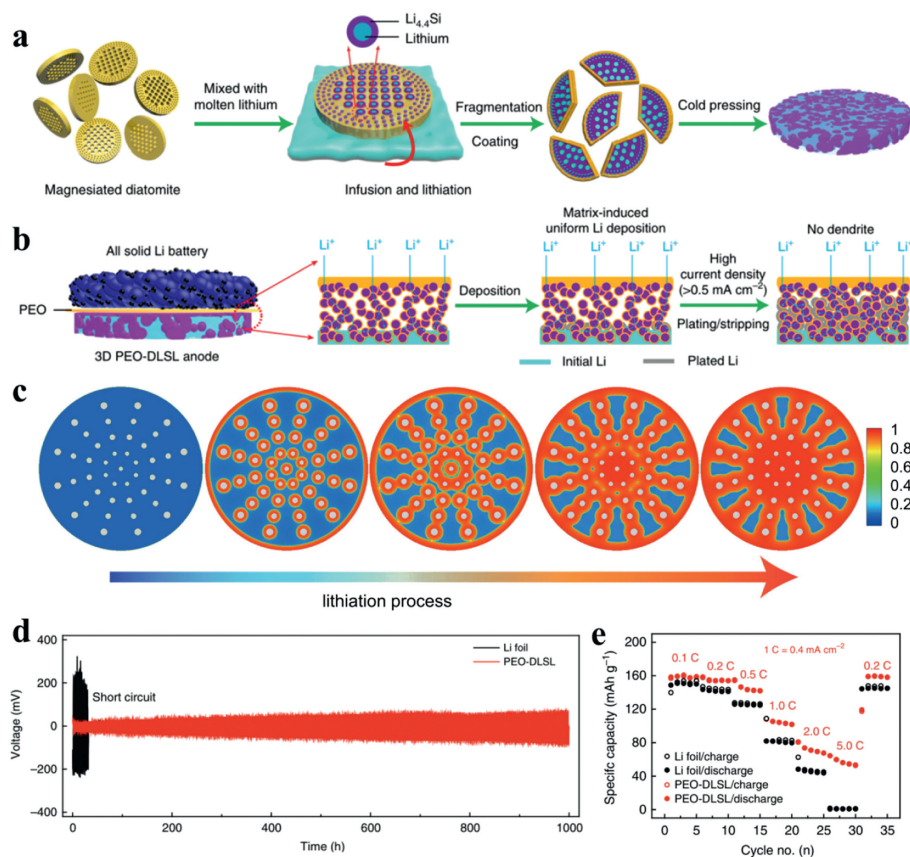 a
Li4.4Si
Lithium
Mixed with
molten lithium
Fragmentation
Coating
Cold pressing
Magnesiated diatomite
Infusion and lithiation
b
All solid Li battery
PEO
3D PEO-DLSL anode
Li+ Li+ Li+ Li+
Deposition
Matrix-induced
uniform Li deposition
Li+ Li+ Li+ Li+
High
current density
(>0.5 mA cm−2)
Plating/stripping
No dendrite
Li+ Li+ Li+ Li+
Initial Li
Plated Li
c
1
0.8
0.6
0.4
0.2
0
lithiation process
d
Voltage (mV)
400
200
0
−200
−400
Short circuit
Li foil
PEO-DLSL
0 200 400 600 800 1000
Time (h)
e
Specifc capacity (mAh g−1)
200
160
120
80
40
0
1 C = 0.4 mA cm−2
0.1 C
0.2 C
0.5 C
1.0 C
2.0 C
5.0 C
0.2 C
Li foil/charge
Li foil/discharge
PEO-DLSL/charge
PEO-DLSL/discharge
0 5 10 15 20 25 30 35
Cycle no. (n)